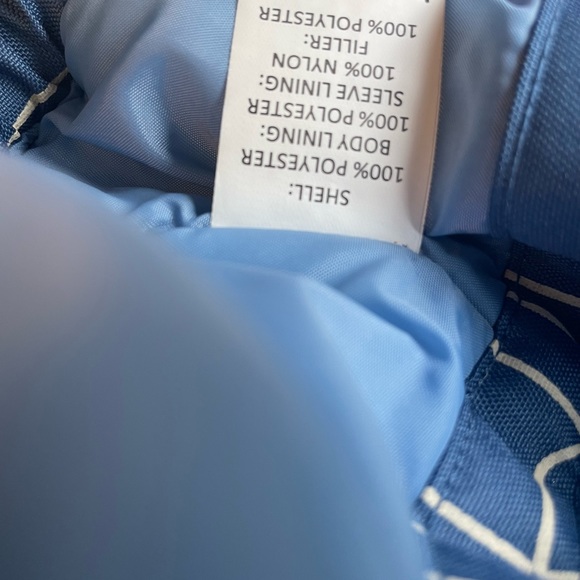 SHELL:
100% POLYESTER
BODY LINING:
100% POLYESTER
SLEEVE LINING:
100% NYLON
FILLER:
100% POLYESTER